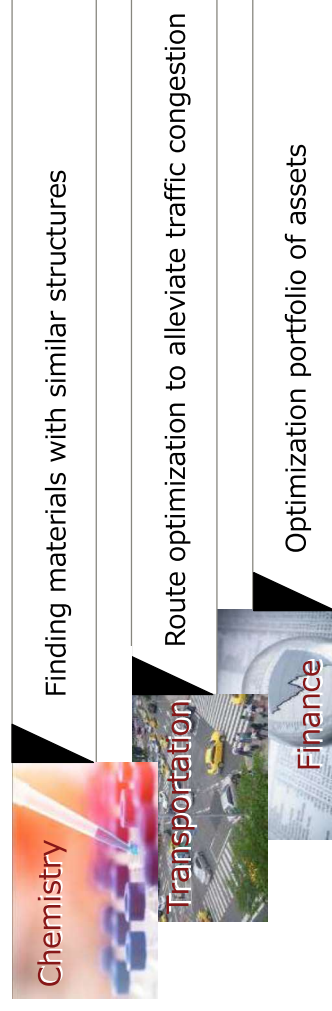 Chemistry
Finding materials with similar structures
Transportation
Route optimization to alleviate traffic congestion
Finance
Optimization portfolio of assets